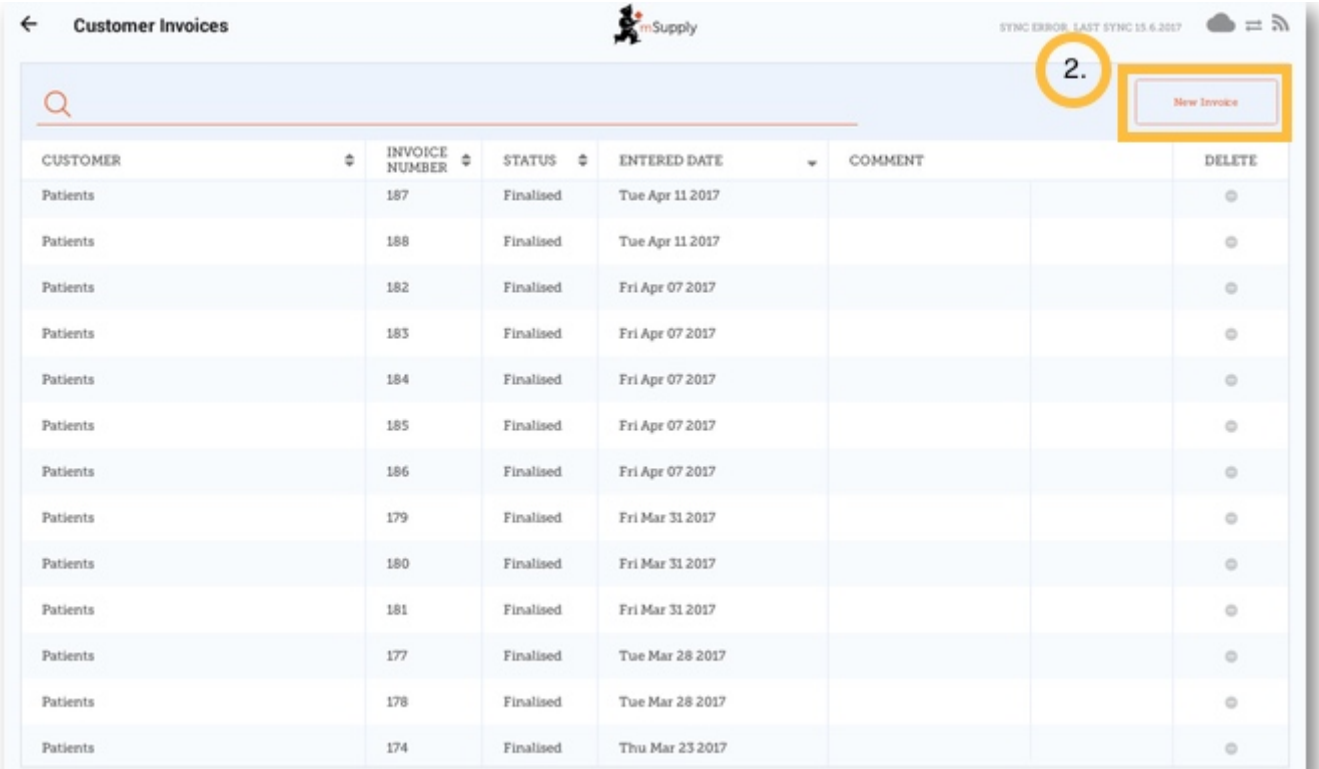 Customer Invoices
mSupply
SYNC ERROR, LAST SYNC 15.6.2017
2.
New Invoice
CUSTOMER INVOICE NUMBER STATUS ENTERED DATE COMMENT DELETE
Patients 187 Finalised Tue Apr 11 2017
Patients 188 Finalised Tue Apr 11 2017
Patients 182 Finalised Fri Apr 07 2017
Patients 183 Finalised Fri Apr 07 2017
Patients 184 Finalised Fri Apr 07 2017
Patients 185 Finalised Fri Apr 07 2017
Patients 186 Finalised Fri Apr 07 2017
Patients 179 Finalised Fri Mar 31 2017
Patients 180 Finalised Fri Mar 31 2017
Patients 181 Finalised Fri Mar 31 2017
Patients 177 Finalised Tue Mar 28 2017
Patients 178 Finalised Tue Mar 28 2017
Patients 174 Finalised Thu Mar 23 2017